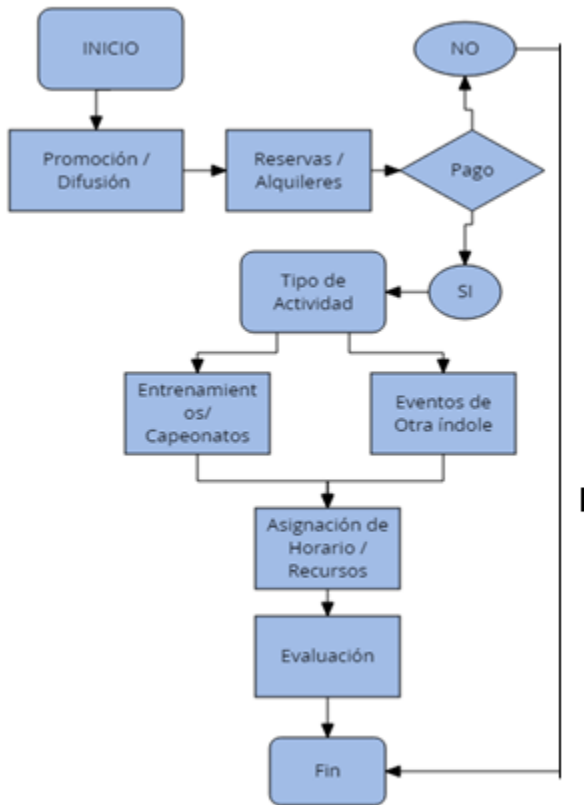 INICIO
NO
Promoción /
Difusión
Reservas /
Alquileres
Pago
Tipo de
Actividad
SI
Entrenamient
os/
Capeonatos
Eventos de
Otra índole
Asignación de
Horario /
Recursos
Evaluación
Fin